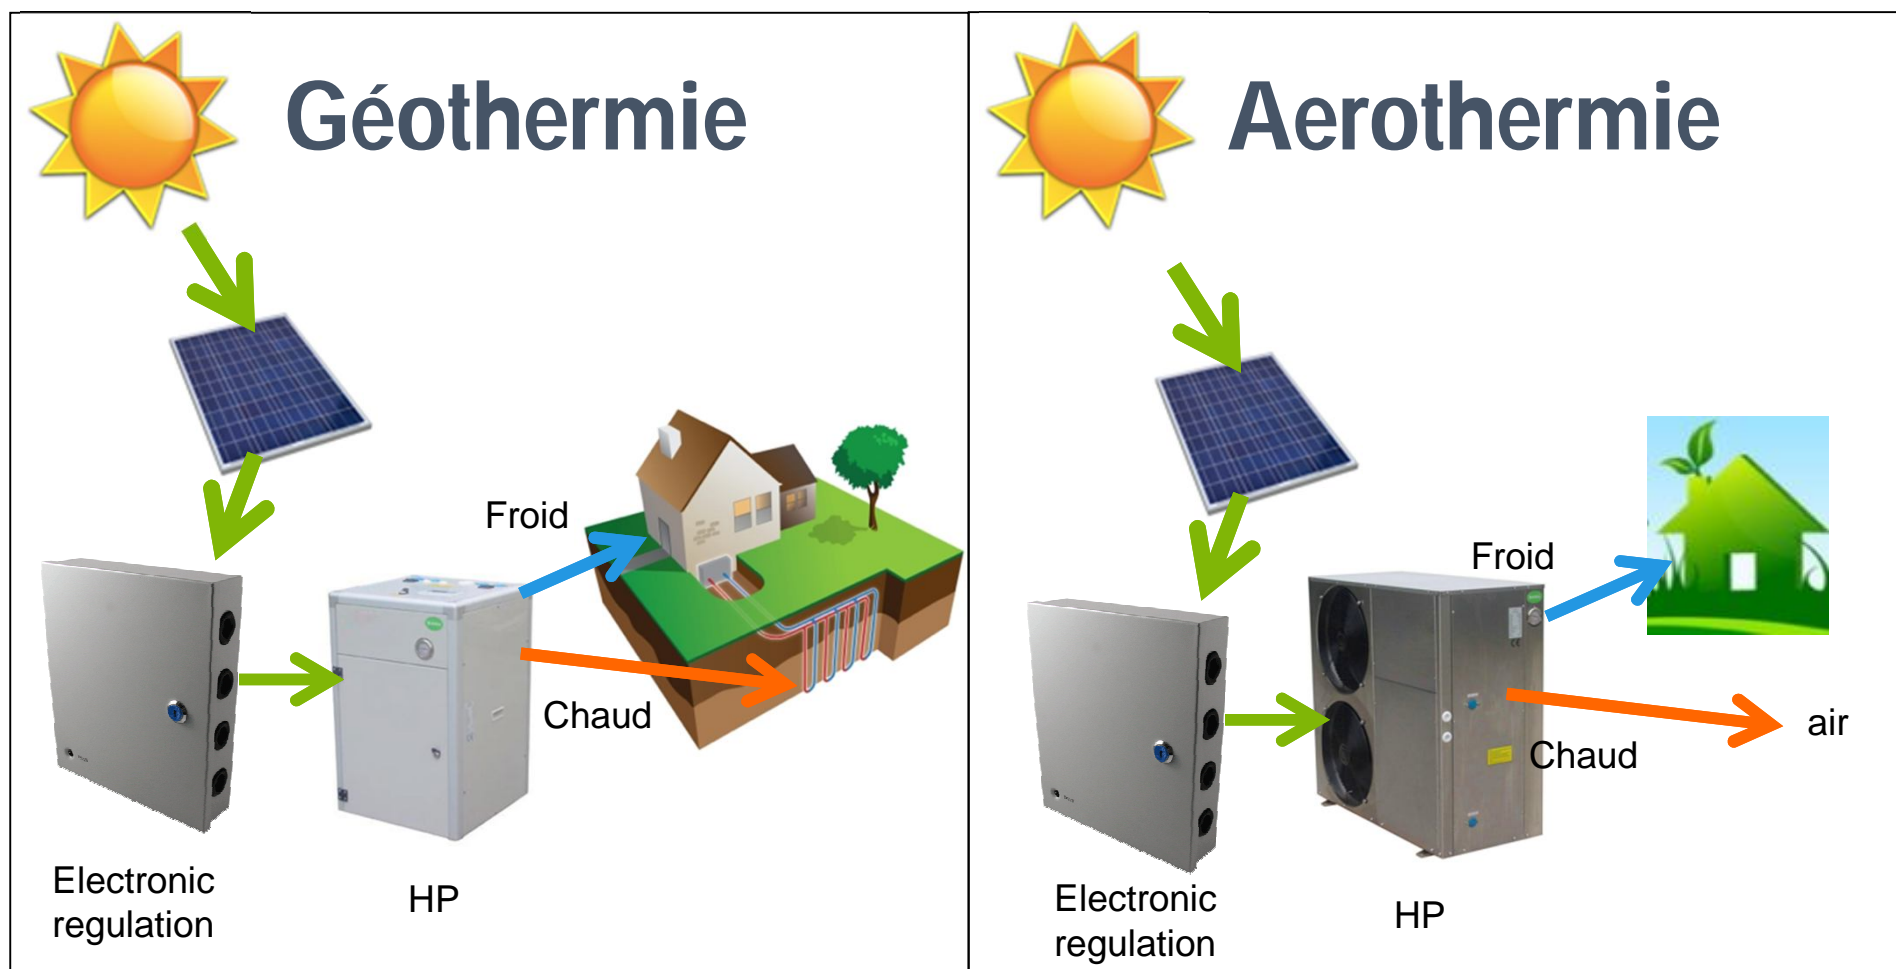 Géothermie
Froid
Chaud
Electronic
regulation
HP
Aerothermie
Froid
Chaud
air
Electronic
regulation
HP